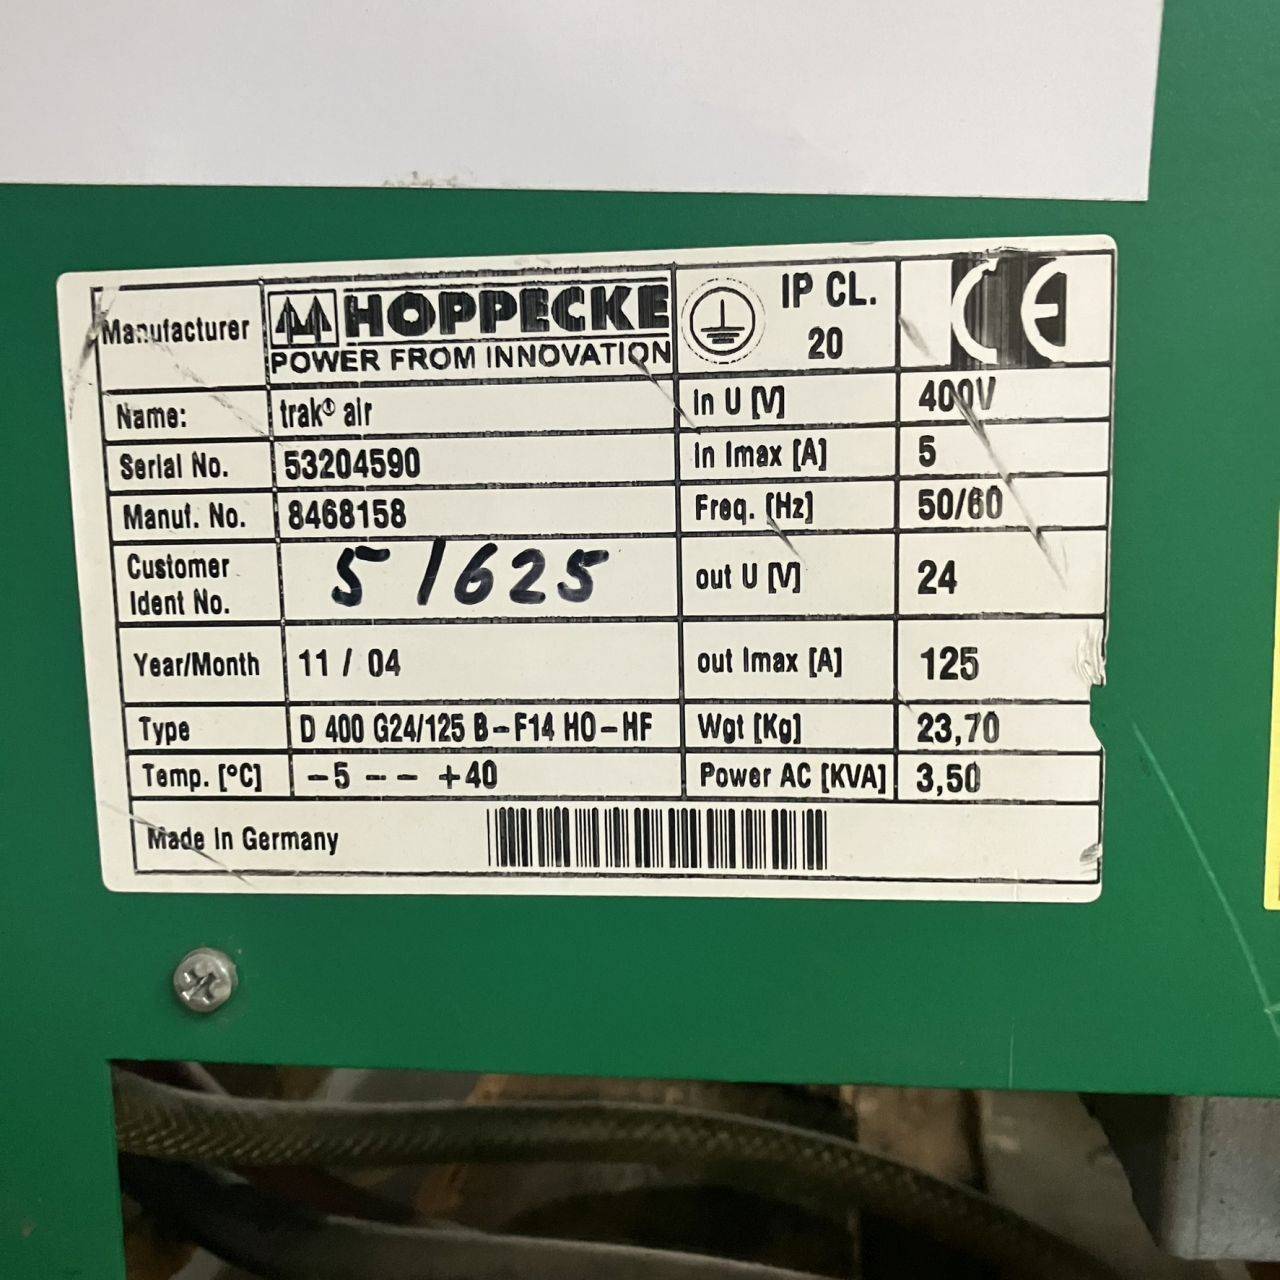 Manufacturer HOPPECKE IP CL. CE
POWER FROM INNOVATION 20
Name: trak® air In U [V] 400V
Serial No. 53204590 In Imax [A] 5
Manuf. No. 8468158 Freq. [Hz] 50/60
Customer
Ident No. 51625 out U [V] 24
Year/Month 11 / 04 out Imax [A] 125
Type D 400 G24/125 B-F14 HO-HF Wgt [Kg] 23,70
Temp. [°C] -5 -- +40 Power AC [KVA] 3,50
Made In Germany